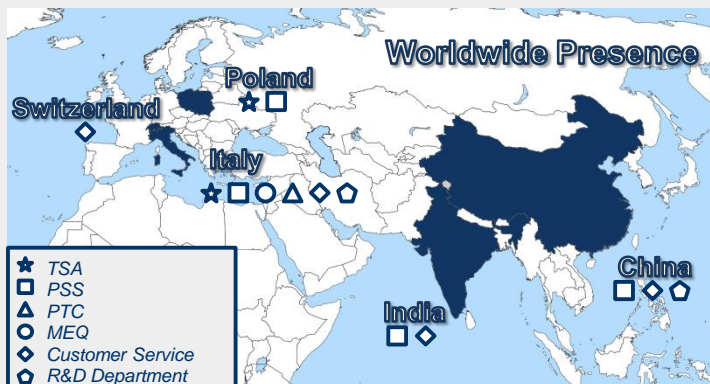 Worldwide Presence
Poland
Switzerland
Italy
China
India
TSA
PSS
PTC
MEQ
Customer Service
R&D Department